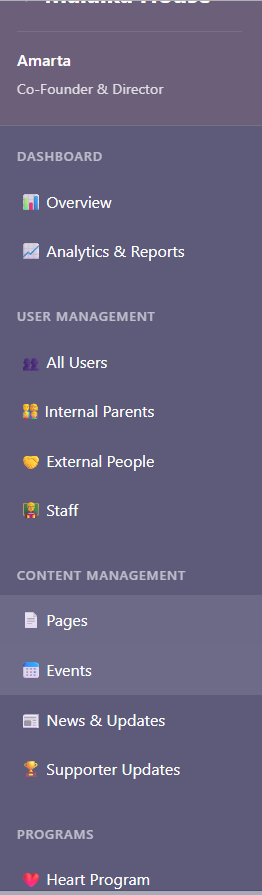 Amarta
Co-Founder & Director
DASHBOARD
Overview
Analytics & Reports
USER MANAGEMENT
All Users
Internal Parents
External People
Staff
CONTENT MANAGEMENT
Pages
Events
News & Updates
Supporter Updates
PROGRAMS
Heart Program